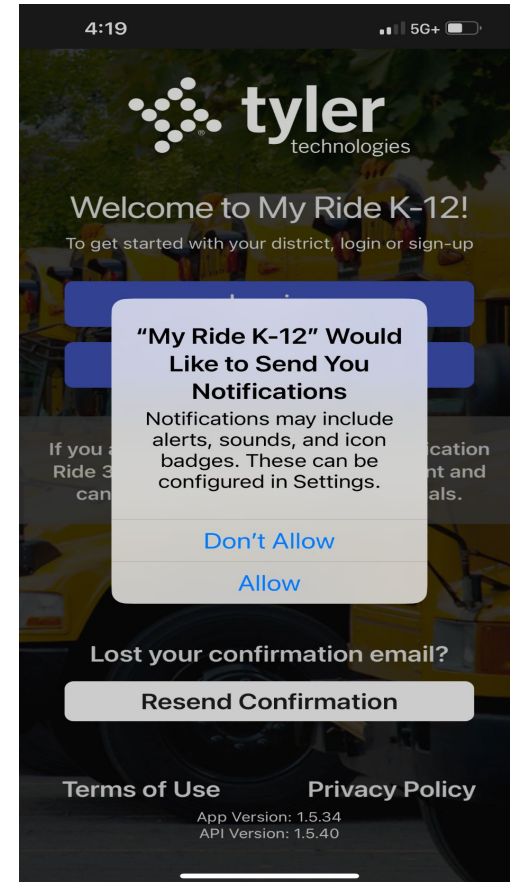 4:19
5G+
tyler
technologies
Welcome to My Ride K-12!
To get started with your district, login or sign-up
“My Ride K-12” Would
Like to Send You
Notifications
Notifications may include
alerts, sounds, and icon
badges. These can be
configured in Settings.
Don’t Allow
Allow
If you
ication
Ride 3
nt and
can
als.
Lost your confirmation email?
Resend Confirmation
Terms of Use
Privacy Policy
App Version: 1.5.34
API Version: 1.5.40